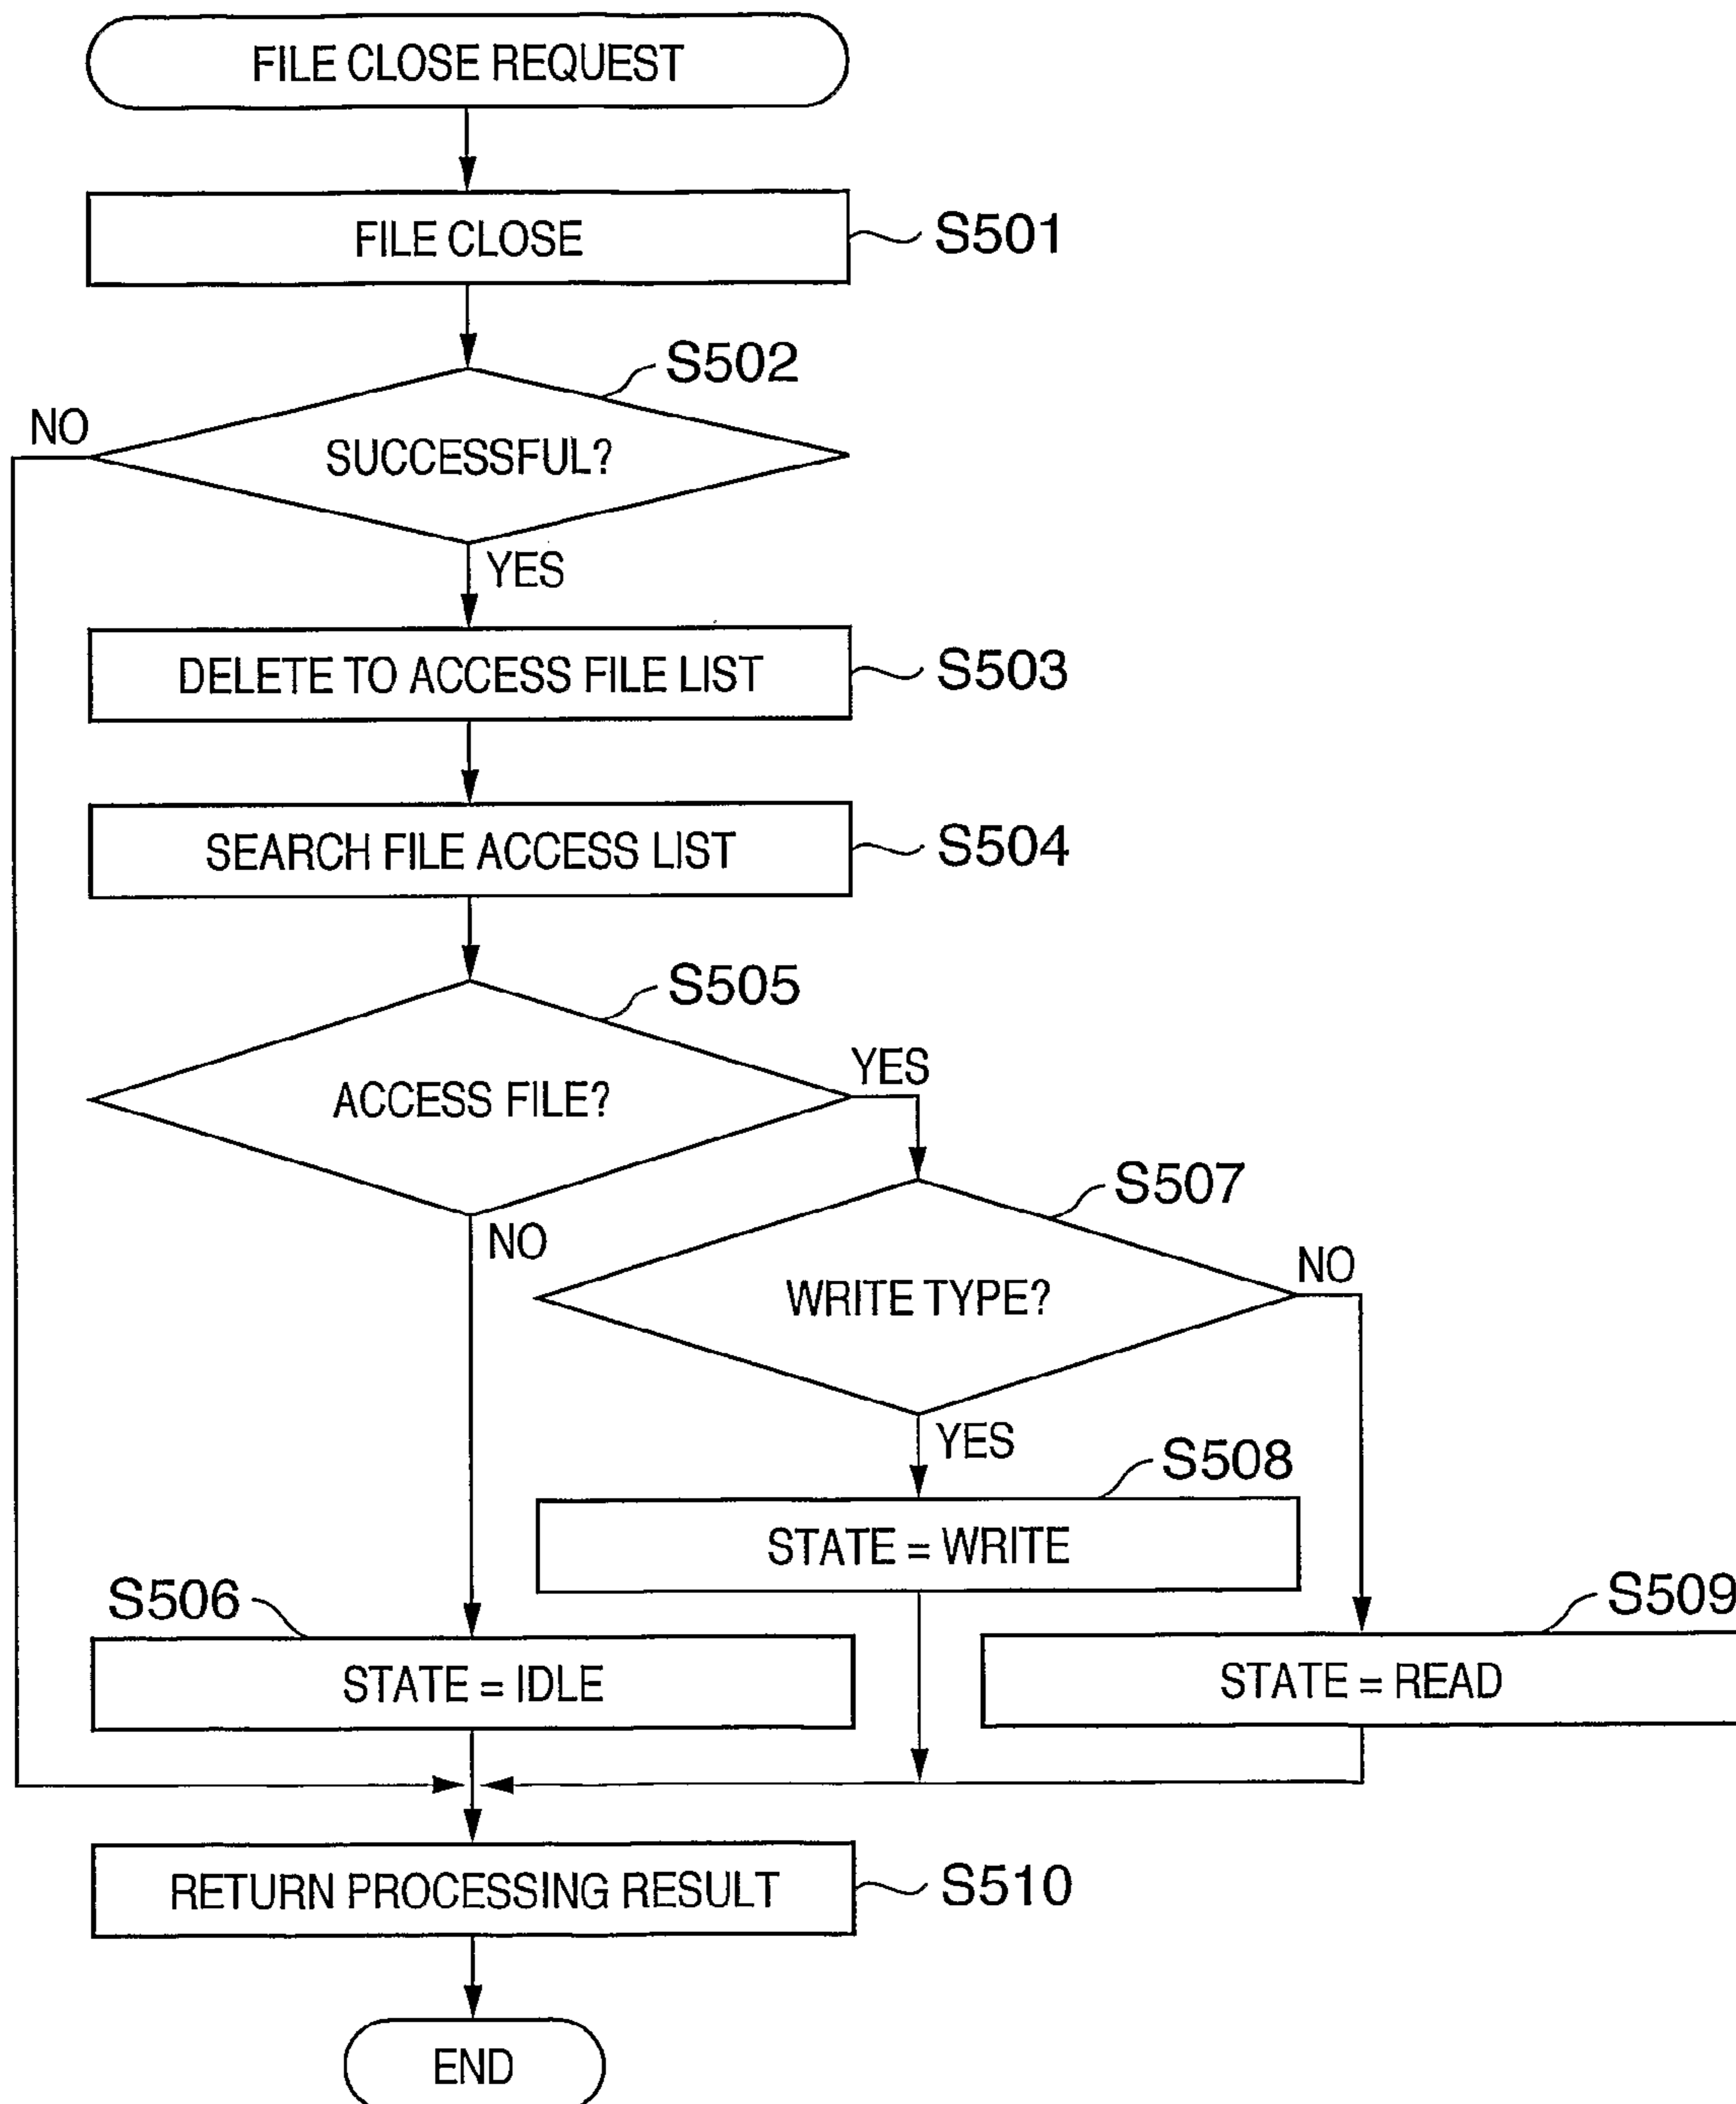 FILE CLOSE REQUEST
FILE CLOSE
S501
S502
NO
SUCCESSFUL?
YES
DELETE TO ACCESS FILE LIST
S503
SEARCH FILE ACCESS LIST
S504
S505
ACCESS FILE?
YES
S507
NO
WRITE TYPE?
NO
YES
S508
STATE = WRITE
S506
S509
STATE = IDLE
STATE = READ
RETURN PROCESSING RESULT
S510
END